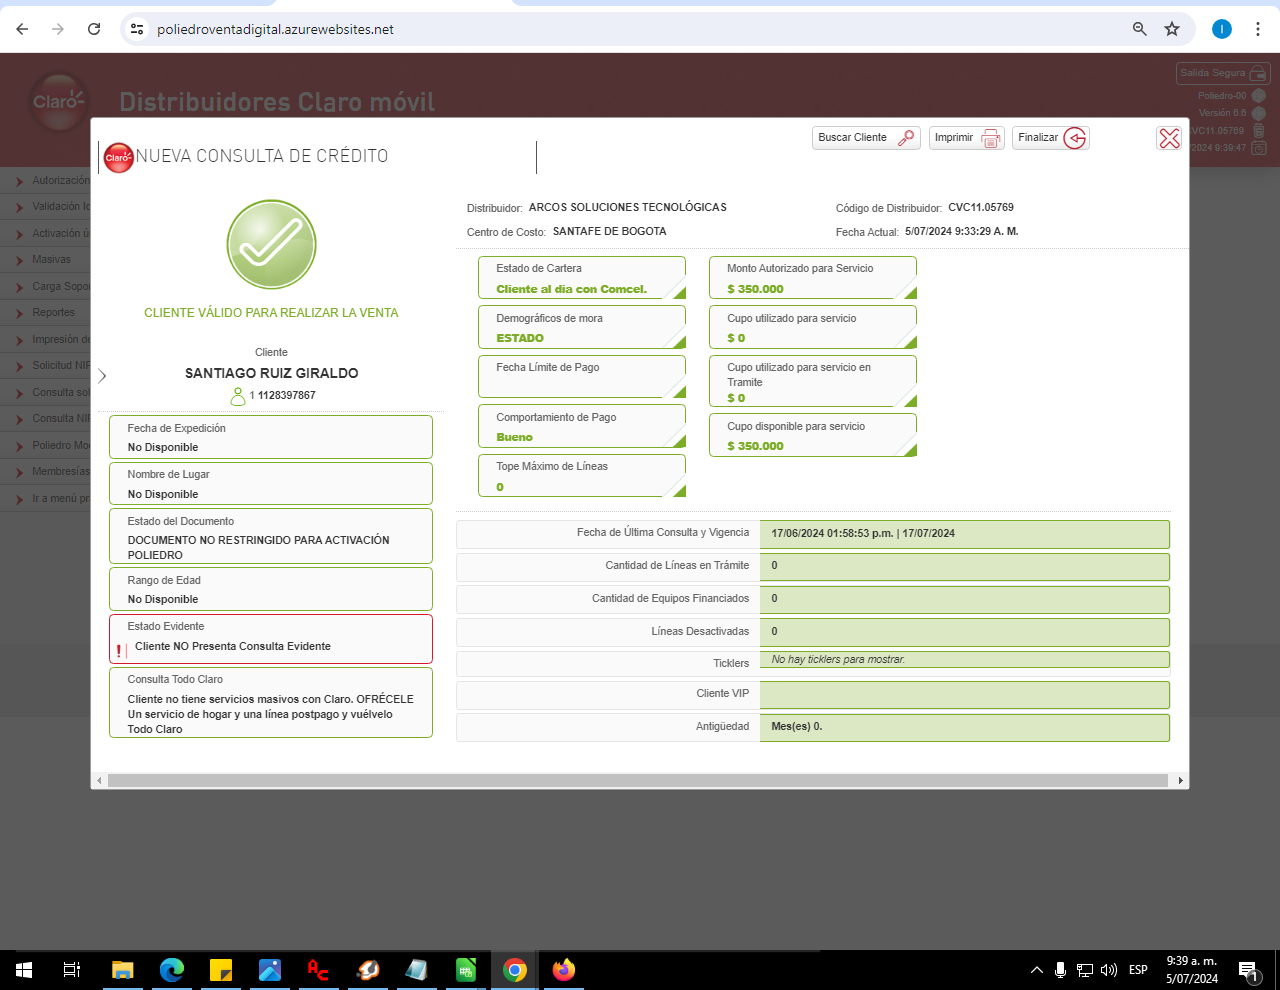 poliedroventadigital.azurewebsites.net
I
Claro
Distribuidores Claro móvil
Salida Segura
Poliedro-00
Versión 6.6
VC11.05769
/2024 9:39:47
Autorización
Validación Id
Activación ú
Masivas
Carga Sopo
Reportes
Impresión de
Solicitud NIP
Consulta sol
Consulta NIP
Poliedro Mo
Membresías
Ir a menú pr
Buscar Cliente
Imprimir
Finalizar
Claro
NUEVA CONSULTA DE CRÉDITO
CLIENTE VÁLIDO PARA REALIZAR LA VENTA
Cliente
SANTIAGO RUIZ GIRALDO
1 1128397867
Fecha de Expedición
No Disponible
Nombre de Lugar
No Disponible
Estado del Documento
DOCUMENTO NO RESTRINGIDO PARA ACTIVACIÓN
POLIEDRO
Rango de Edad
No Disponible
Estado Evidente
! Cliente NO Presenta Consulta Evidente
Consulta Todo Claro
Cliente no tiene servicios masivos con Claro. OFRÉCELE
Un servicio de hogar y una línea postpago y vuélvelo
Todo Claro
Distribuidor: ARCOS SOLUCIONES TECNOLÓGICAS
Código de Distribuidor: CVC11.05769
Centro de Costo: SANTAFE DE BOGOTA
Fecha Actual: 5/07/2024 9:33:29 A. M.
Estado de Cartera
Cliente al dia con Comcel.
Demográficos de mora
ESTADO
Fecha Límite de Pago
Comportamiento de Pago
Bueno
Tope Máximo de Líneas
0
Monto Autorizado para Servicio
$ 350.000
Cupo utilizado para servicio
$ 0
Cupo utilizado para servicio en
Tramite
$ 0
Cupo disponible para servicio
$ 350.000
Fecha de Última Consulta y Vigencia 17/06/2024 01:58:53 p.m. | 17/07/2024
Cantidad de Líneas en Trámite 0
Cantidad de Equipos Financiados 0
Líneas Desactivadas 0
Ticklers No hay ticklers para mostrar.
Cliente VIP
Antigüedad Mes(es) 0.
ESP
9:39 a. m.
5/07/2024
1